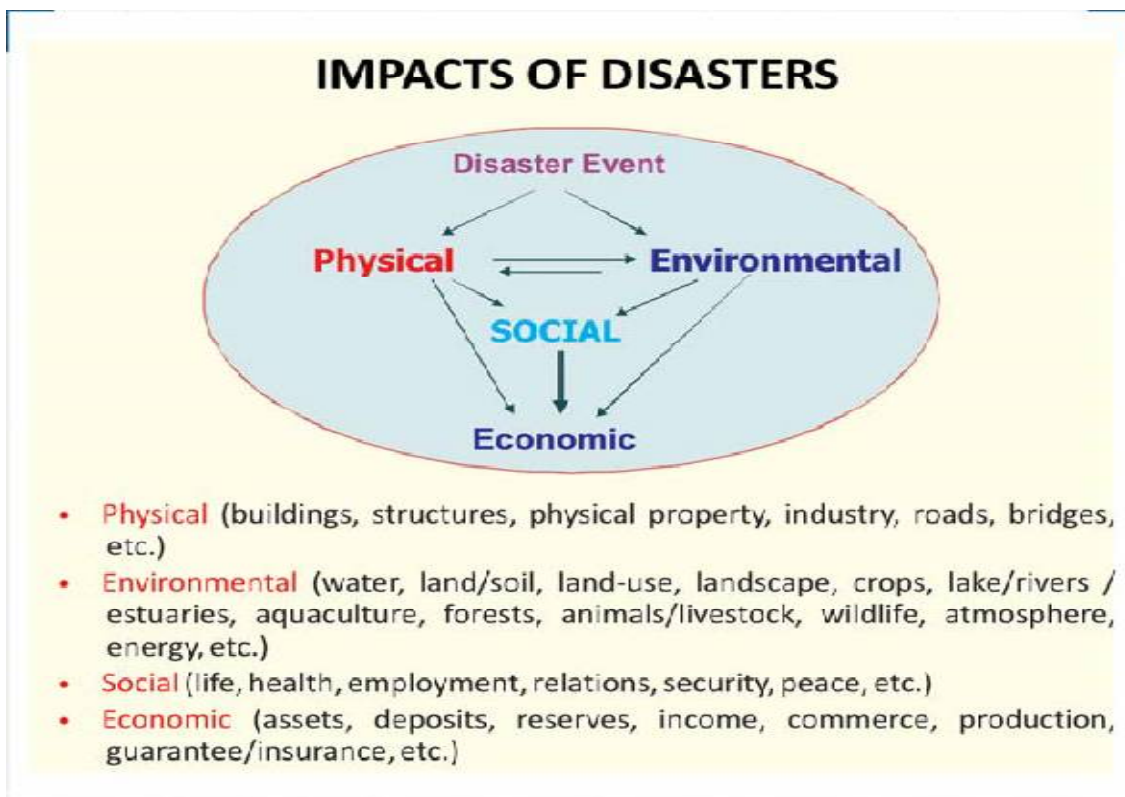 IMPACTS OF DISASTERS
Disaster Event
Physical
Environmental
SOCIAL
Economic
• Physical (buildings, structures, physical property, industry, roads, bridges,
etc.)
• Environmental (water, land/soil, land-use, landscape, crops, lake/rivers /
estuaries, aquaculture, forests, animals/livestock, wildlife, atmosphere,
energy, etc.)
• Social (life, health, employment, relations, security, peace, etc.)
• Economic (assets, deposits, reserves, income, commerce, production,
guarantee/insurance, etc.)